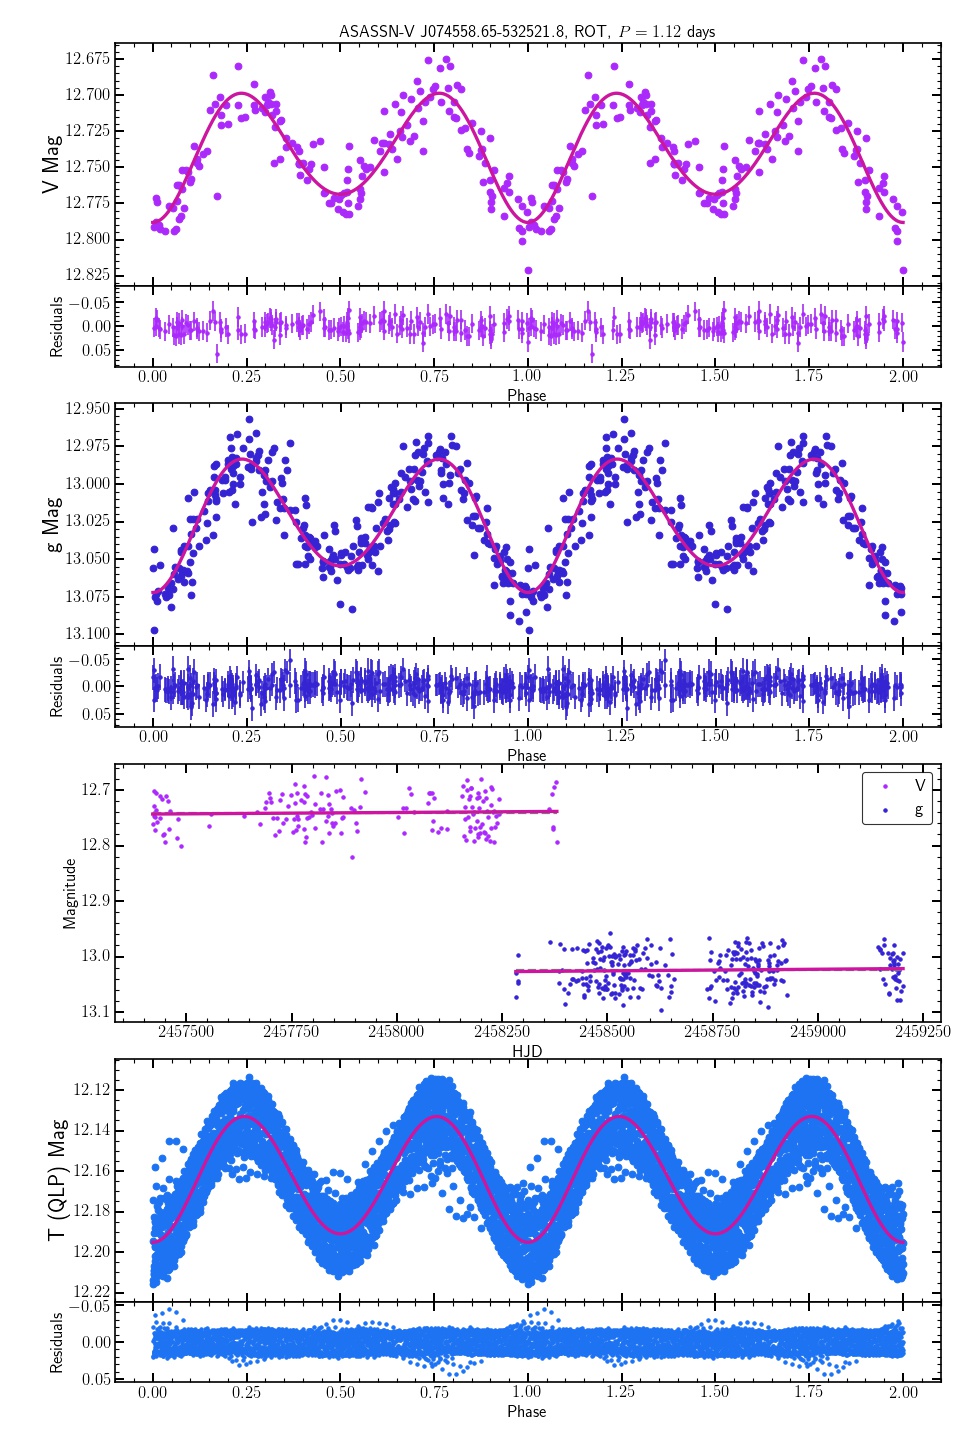 ASASSN-V J074558.65-532521.8, ROT, P = 1.12 days
V Mag
12.675
12.700
12.725
12.750
12.775
12.800
12.825
Residuals
−0.05
0.00
0.05
0.00 0.25 0.50 0.75 1.00 1.25 1.50 1.75 2.00
Phase
g Mag
12.950
12.975
13.000
13.025
13.050
13.075
13.100
Residuals
−0.05
0.00
0.05
0.00 0.25 0.50 0.75 1.00 1.25 1.50 1.75 2.00
Phase
Magnitude
12.7
12.8
12.9
13.0
13.1
V
g
2457500 2457750 2458000 2458250 2458500 2458750 2459000 2459250
HJD
T (QLP) Mag
12.12
12.14
12.16
12.18
12.20
12.22
Residuals
−0.05
0.00
0.05
0.00 0.25 0.50 0.75 1.00 1.25 1.50 1.75 2.00
Phase